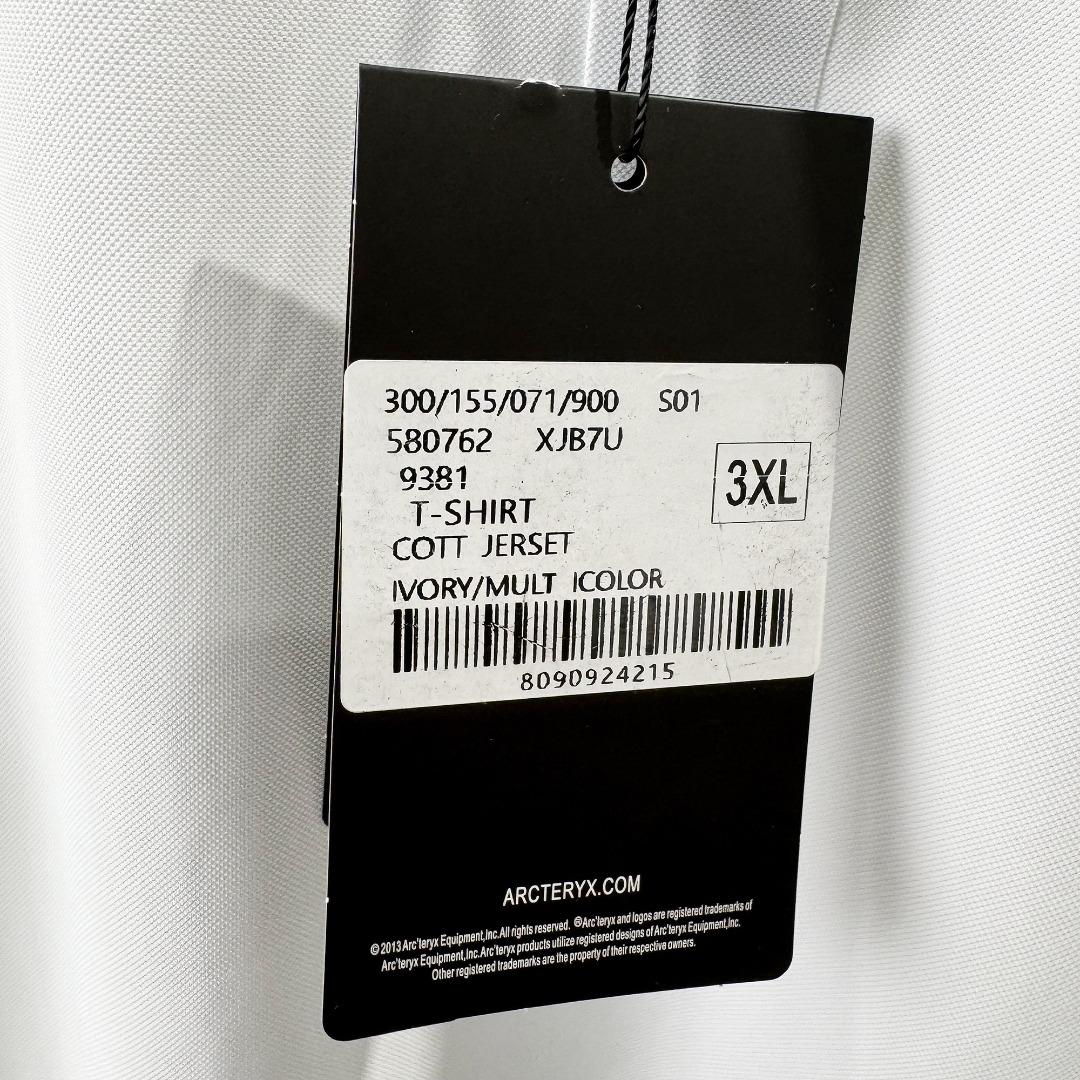 300/155/071/900 S01
580762 XJB7U
9381
3XL
T-SHIRT
COTT JERSET
IVORY/MULT ICOLOR
8090924215
ARCTERYX.COM
© 2013 Arc'teryx Equipment,Inc.All rights reserved. ®Arc'teryx and logos are registered trademarks of
Arc'teryx Equipment,Inc.Arc'teryx products utilize registered designs of Arc'teryx Equipment,Inc.
Other registered trademarks are the property of their respective owners.